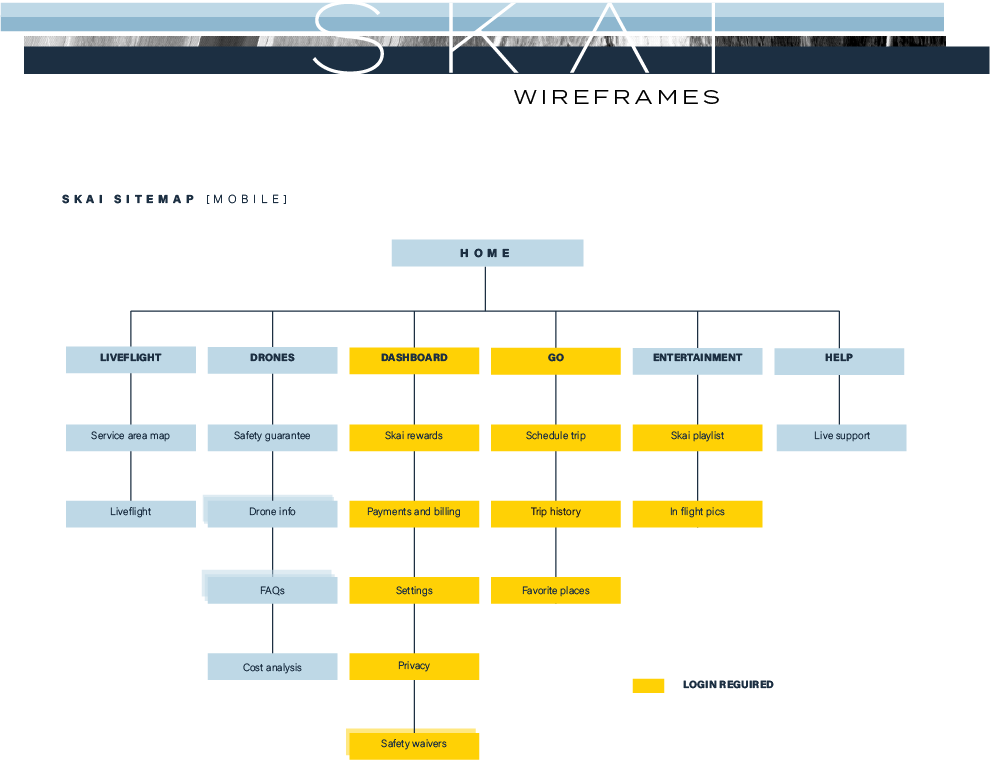 SKAI
WIREFRAMES
SKAI SITEMAP [MOBILE]
HOME
LIVEFLIGHT DRONES DASHBOARD GO ENTERTAINMENT HELP
Service area map Safety guarantee Skai rewards Schedule trip Skai playlist Live support
Liveflight Drone info Payments and billing Trip history In flight pics
FAQs Settings Favorite places
Cost analysis Privacy
LOGIN REGUIRED
Safety waivers